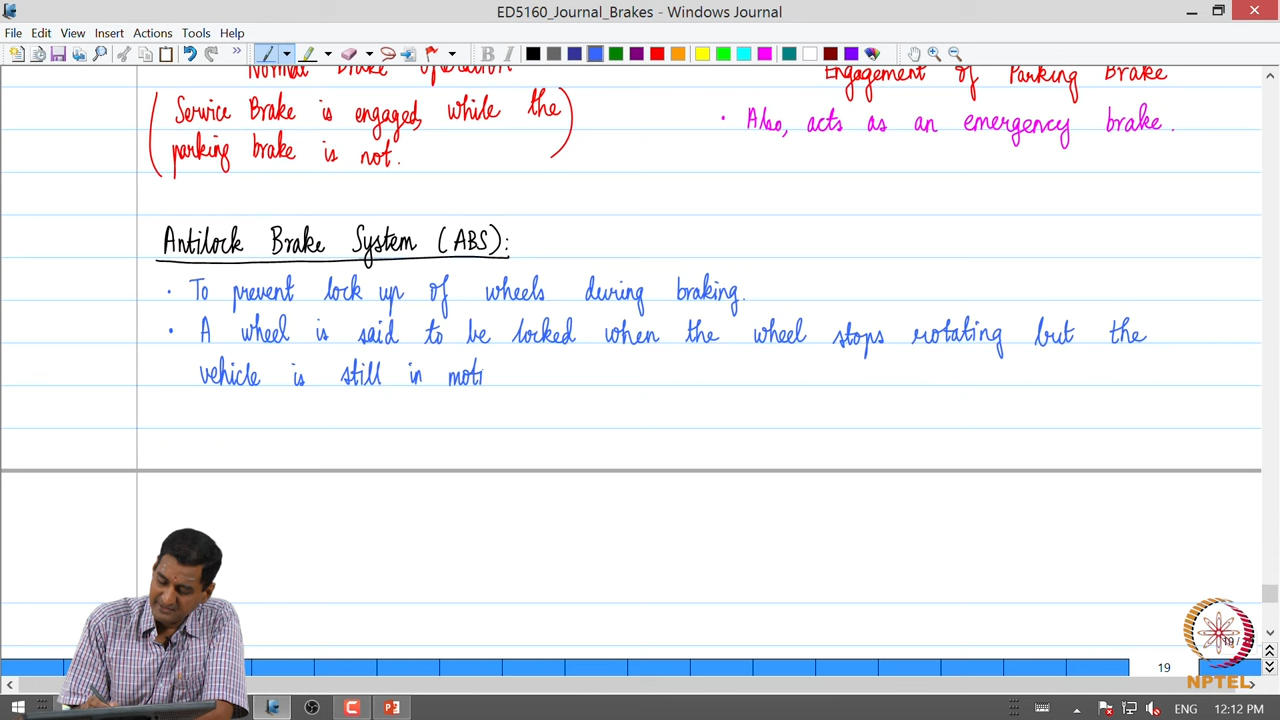 ED5160_Journal_Brakes - Windows Journal
File Edit View Insert Actions Tools Help
Normal Brake Operation
(Service Brake is engaged, while the
parking brake is not.)
Engagement of Parking Brake
• Also, acts as an emergency brake.
Antilock Brake System (ABS):
• To prevent lock up of wheels during braking.
• A wheel is said to be locked when the wheel stops rotating but the
vehicle is still in moti
19
NPTEL
ENG 12:12 PM